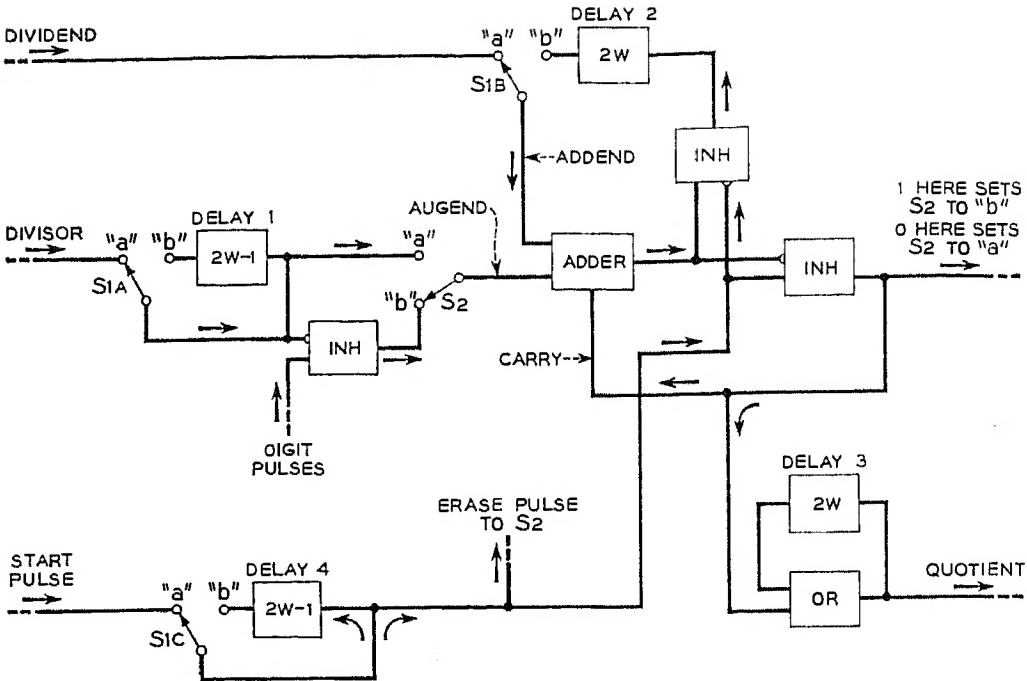 DELAY 2
DIVIDEND
"a"
"b"
2W
S1B
INH
ADDEND
1 HERE SETS
S2 TO "b"
0 HERE SETS
S2 TO "a"
AUGEND
DELAY 1
DIVISOR
"a"
"b"
2W-1
"a"
ADDER
INH
S1A
"b"
S2
INH
CARRY
DIGIT
PULSES
DELAY 3
2W
ERASE PULSE
TO S2
START
PULSE
DELAY 4
"a"
"b"
2W-1
OR
QUOTIENT
S1C